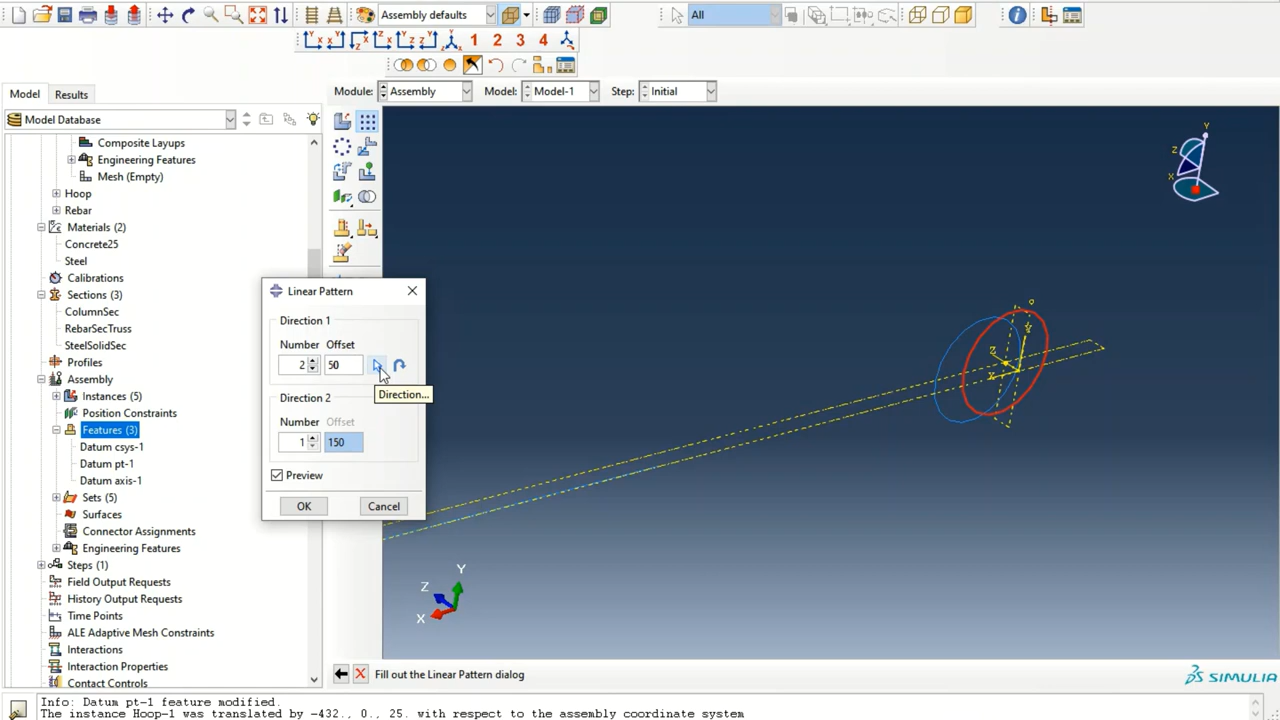 Assembly defaults
All
1 2 3 4
Model Results
Module: Assembly Model: Model-1 Step: Initial
Model Database
Composite Layups
Engineering Features
Mesh (Empty)
Hoop
Rebar
Materials (2)
Concrete25
Steel
Calibrations
Sections (3)
ColumnSec
RebarSecTruss
SteelSolidSec
Profiles
Assembly
Instances (5)
Position Constraints
Features (3)
Datum csys-1
Datum pt-1
Datum axis-1
Sets (5)
Surfaces
Connector Assignments
Engineering Features
Steps (1)
Field Output Requests
History Output Requests
Time Points
ALE Adaptive Mesh Constraints
Interactions
Interaction Properties
Contact Controls
Linear Pattern
Direction 1
Number Offset
2 50
Direction...
Direction 2
Number Offset
1 150
Preview
OK Cancel
Y
Z
X
Y
Z
X
Y
Z
X
Fill out the Linear Pattern dialog
SIMULIA
Info: Datum pt-1 feature modified.
The instance Hoop-1 was translated by -432., 0., 25. with respect to the assembly coordinate system